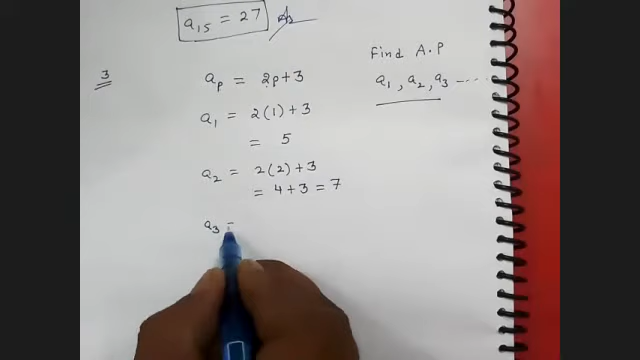 a₁₅ = 27
3
a_p = 2p+3
Find A.P
a₁, a₂, a₃ -----
a₁ = 2(1)+3
= 5
a₂ = 2(2)+3
= 4+3 = 7
a₃ =